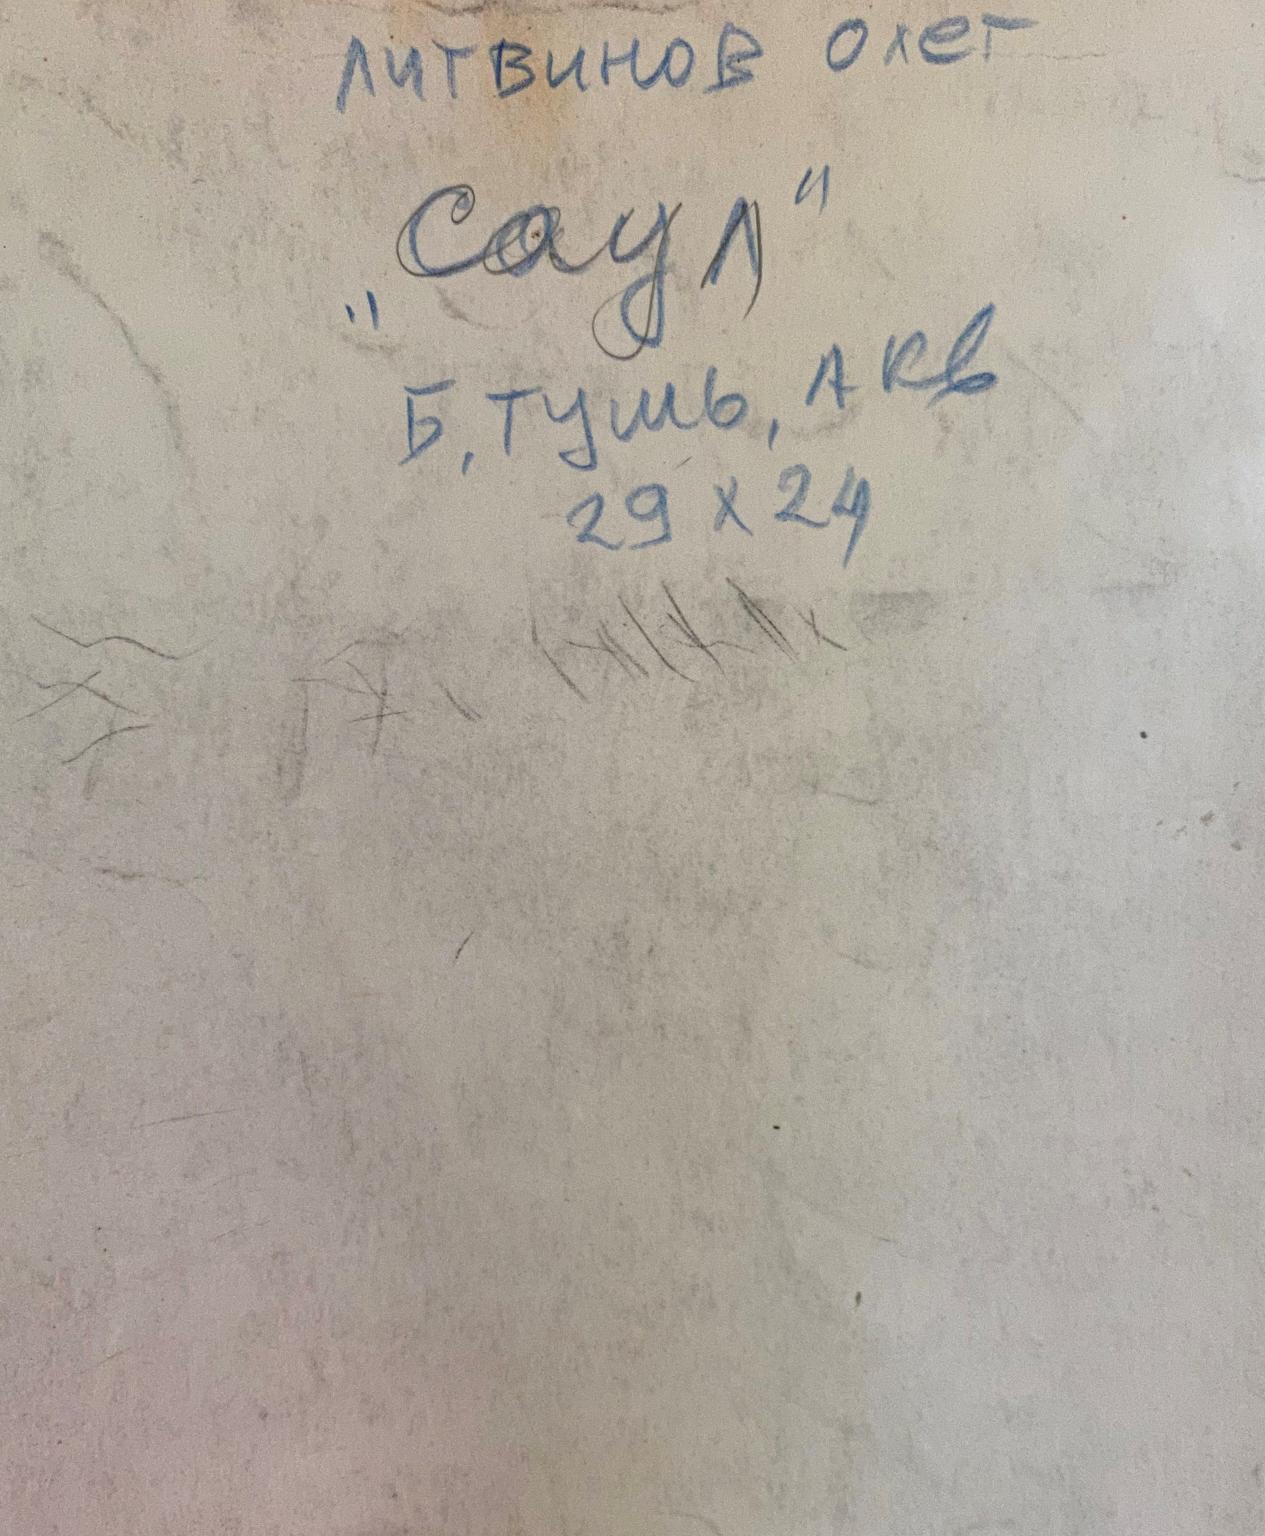 Литвинов Олег
„Саул"
Б, тушь, акв
29 х 24